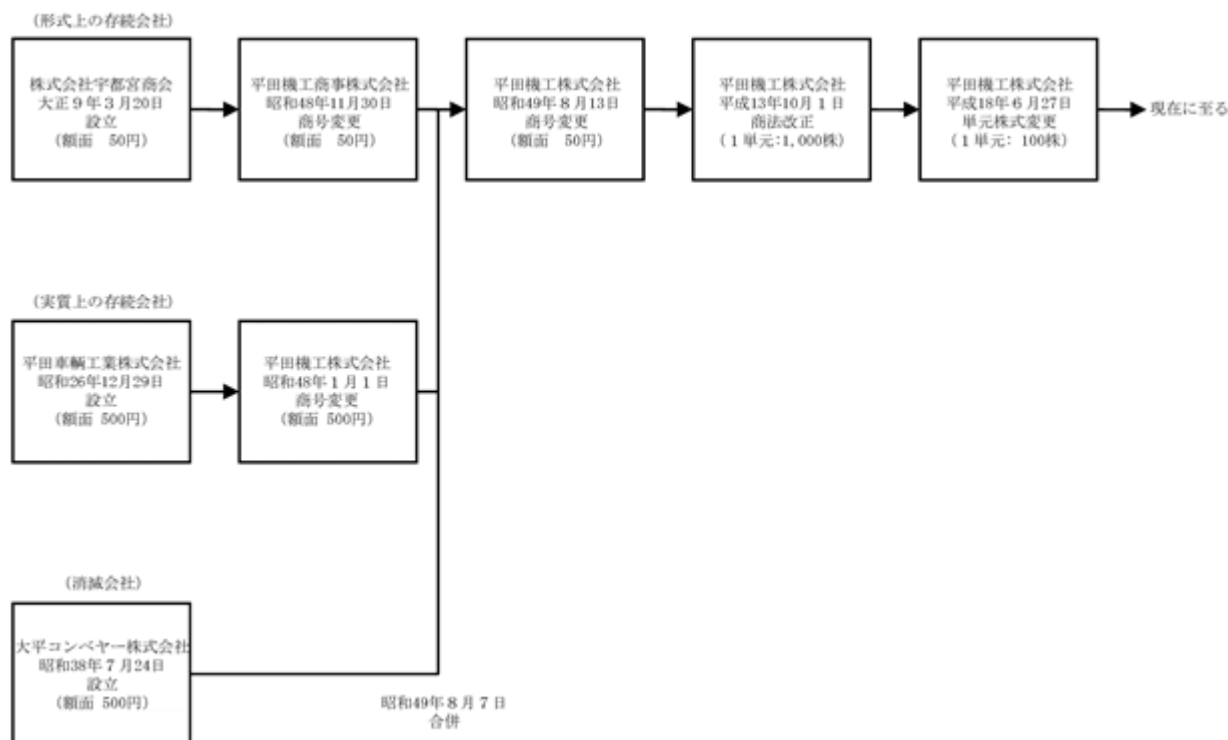 (形式上の存続会社)
株式会社宇都宮商会
大正9年3月20日
設立
(額面 50円)
平田機工商事株式会社
昭和48年11月30日
商号変更
(額面 50円)
平田機工株式会社
昭和49年8月13日
商号変更
(額面 50円)
平田機工株式会社
平成13年10月1日
商法改正
(1単元:1,000株)
平田機工株式会社
平成18年6月27日
単元株式変更
(1単元: 100株)
現在に至る
(実質上の存続会社)
平田車輌工業株式会社
昭和26年12月29日
設立
(額面 500円)
平田機工株式会社
昭和48年1月1日
商号変更
(額面 500円)
(消滅会社)
大平コンベヤー株式会社
昭和38年7月24日
設立
(額面 500円)
昭和49年8月7日
合併